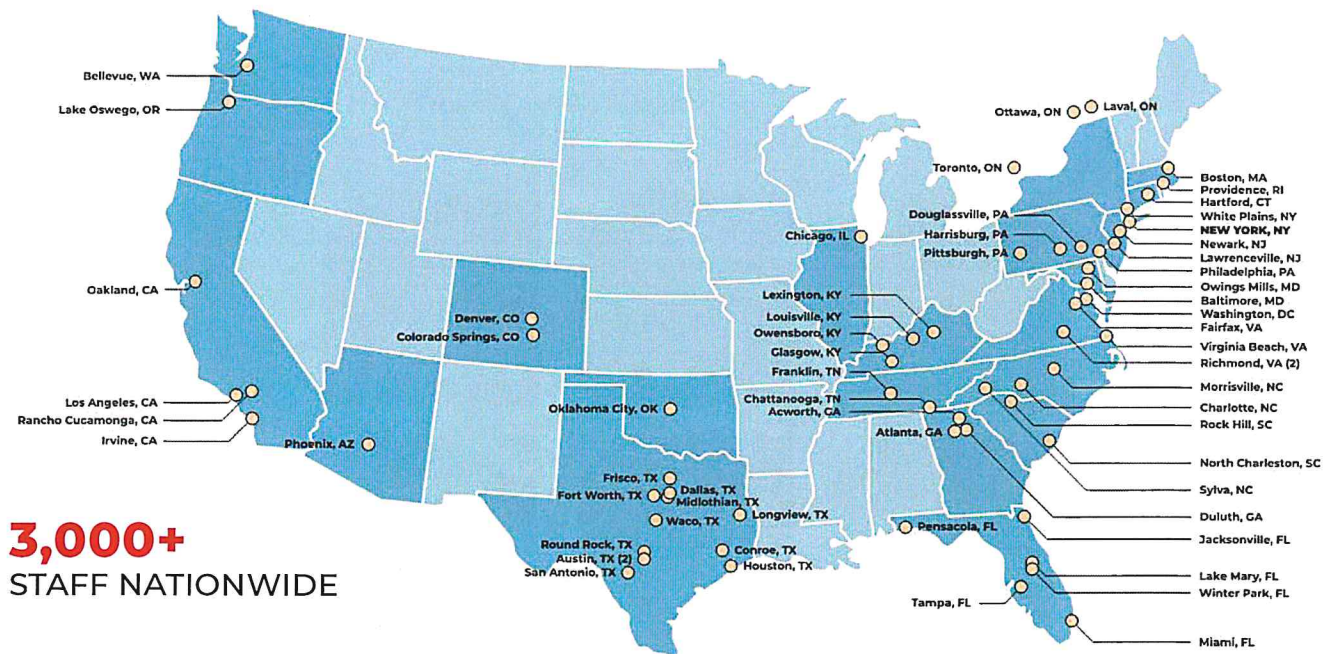 Bellevue, WA
Lake Oswego, OR
Oakland, CA
Los Angeles, CA
Rancho Cucamonga, CA
Irvine, CA
Phoenix, AZ
Denver, CO
Colorado Springs, CO
Oklahoma City, OK
Frisco, TX
Dallas, TX
Fort Worth, TX
Midlothian, TX
Waco, TX
Longview, TX
Round Rock, TX
Austin, TX (2)
San Antonio, TX
Conroe, TX
Houston, TX
Chicago, IL
Lexington, KY
Louisville, KY
Owensboro, KY
Glasgow, KY
Franklin, TN
Chattanooga, TN
Acworth, GA
Atlanta, GA
Pensacola, FL
Tampa, FL
Ottawa, ON
Laval, ON
Toronto, ON
Douglassville, PA
Harrisburg, PA
Pittsburgh, PA
Boston, MA
Providence, RI
Hartford, CT
White Plains, NY
NEW YORK, NY
Newark, NJ
Lawrenceville, NJ
Philadelphia, PA
Owings Mills, MD
Baltimore, MD
Washington, DC
Fairfax, VA
Virginia Beach, VA
Richmond, VA (2)
Morrisville, NC
Charlotte, NC
Rock Hill, SC
North Charleston, SC
Sylva, NC
Duluth, GA
Jacksonville, FL
Lake Mary, FL
Winter Park, FL
Miami, FL
3,000+
STAFF NATIONWIDE